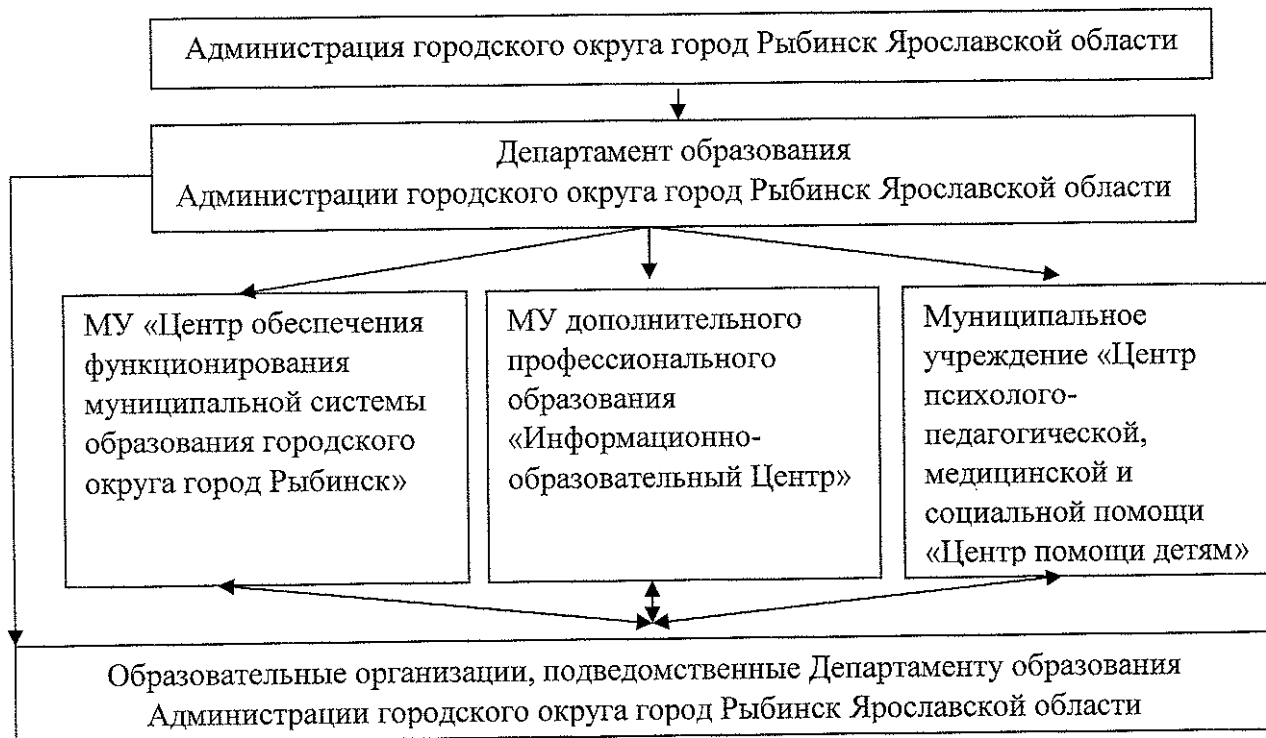 Администрация городского округа город Рыбинск Ярославской области
Департамент образования
Администрации городского округа город Рыбинск Ярославской области
МУ «Центр обеспечения
функционирования
муниципальной системы
образования городского
округа город Рыбинск»
МУ дополнительного
профессионального
образования
«Информационно-
образовательный Центр»
Муниципальное
учреждение «Центр
психолого-
педагогической,
медицинской и
социальной помощи
«Центр помощи детям»
Образовательные организации, подведомственные Департаменту образования
Администрации городского округа город Рыбинск Ярославской области